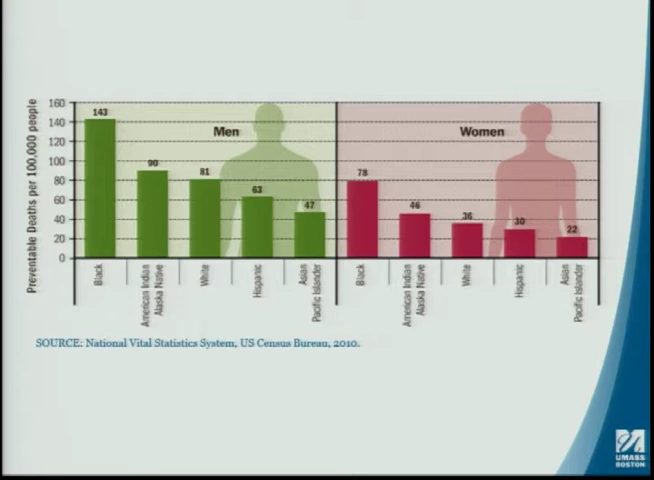 Preventable Deaths per 100,000 people
160
140
120
100
80
60
40
20
0
Men
143
90
81
63
47
Black
American Indian
Alaska Native
White
Hispanic
Asian
Pacific Islander
Women
78
46
36
30
22
Black
American Indian
Alaska Native
White
Hispanic
Asian
Pacific Islander
SOURCE: National Vital Statistics System, US Census Bureau, 2010.
UMASS
BOSTON